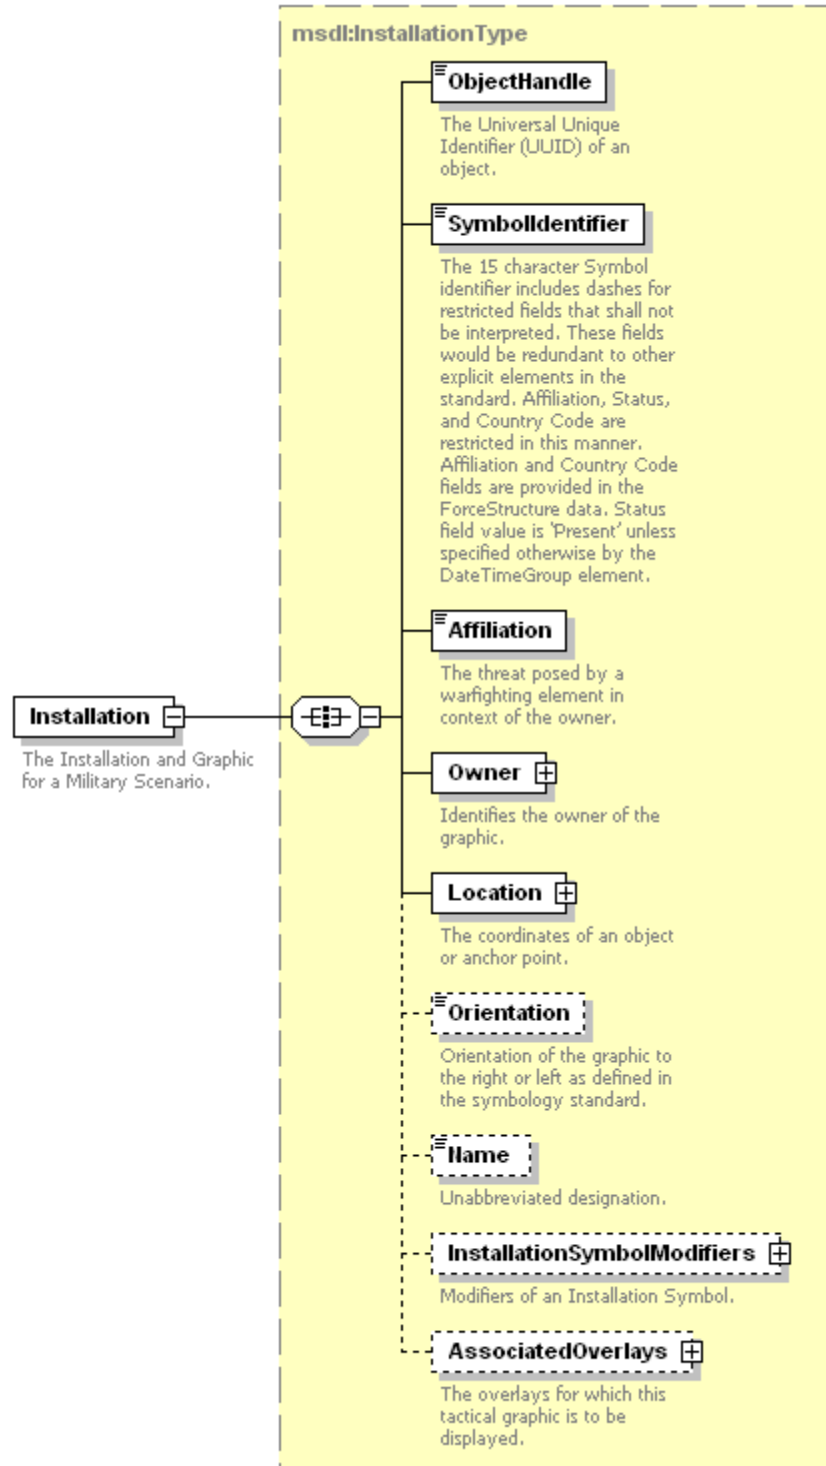 msdl:InstallationType
ObjectHandle
The Universal Unique
Identifier (UUID) of an
object.
SymbolIdentifier
The 15 character Symbol
identifier includes dashes for
restricted fields that shall not
be interpreted. These fields
would be redundant to other
explicit elements in the
standard. Affiliation, Status,
and Country Code are
restricted in this manner.
Affiliation and Country Code
fields are provided in the
ForceStructure data. Status
field value is 'Present' unless
specified otherwise by the
DateTimeGroup element.
Affiliation
The threat posed by a
warfighting element in
context of the owner.
Installation
The Installation and Graphic
for a Military Scenario.
Owner
Identifies the owner of the
graphic.
Location
The coordinates of an object
or anchor point.
Orientation
Orientation of the graphic to
the right or left as defined in
the symbology standard.
Name
Unabbreviated designation.
InstallationSymbolModifiers
Modifiers of an Installation Symbol.
AssociatedOverlays
The overlays for which this
tactical graphic is to be
displayed.